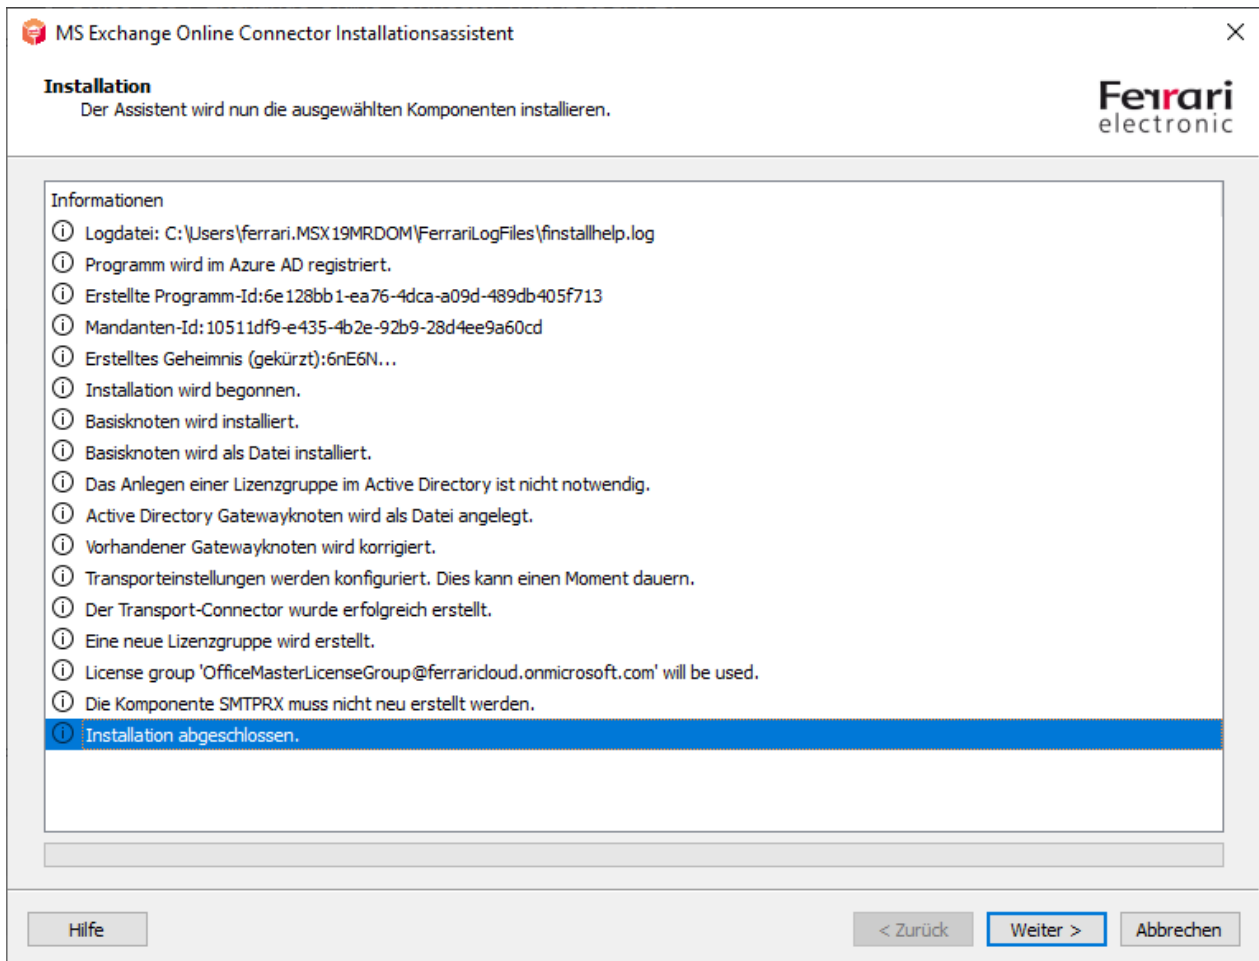 MS Exchange Online Connector Installationsassistent
Installation
Der Assistent wird nun die ausgewählten Komponenten installieren.
Ferrari
electronic
Informationen
Logdatei: C:\Users\ferrari.MSX19MRDOM\FerrariLogFiles\finstallhelp.log
Programm wird im Azure AD registriert.
Erstellte Programm-Id:6e128bb1-ea76-4dca-a09d-489db405f713
Mandanten-Id:10511df9-e435-4b2e-92b9-28d4ee9a60cd
Erstelltes Geheimnis (gekürzt):6nE6N...
Installation wird begonnen.
Basisknoten wird installiert.
Basisknoten wird als Datei installiert.
Das Anlegen einer Lizenzgruppe im Active Directory ist nicht notwendig.
Active Directory Gatewayknoten wird als Datei angelegt.
Vorhandener Gatewayknoten wird korrigiert.
Transporteinstellungen werden konfiguriert. Dies kann einen Moment dauern.
Der Transport-Connector wurde erfolgreich erstellt.
Eine neue Lizenzgruppe wird erstellt.
License group 'OfficeMasterLicenseGroup@ferraricloud.onmicrosoft.com' will be used.
Die Komponente SMTPRX muss nicht neu erstellt werden.
Installation abgeschlossen.
Hilfe
< Zurück
Weiter >
Abbrechen